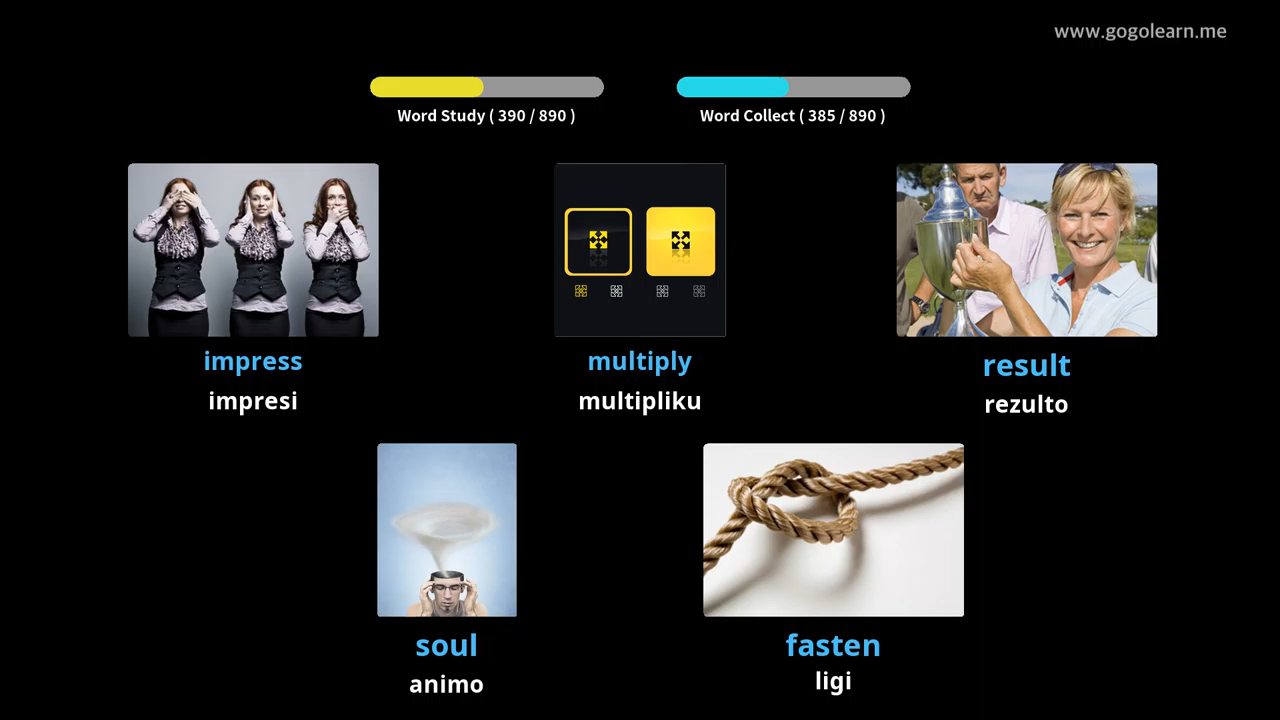 www.gogolearn.me
Word Study ( 390 / 890 )
Word Collect ( 385 / 890 )
impress
impresi
multiply
multipliku
result
rezulto
soul
animo
fasten
ligi